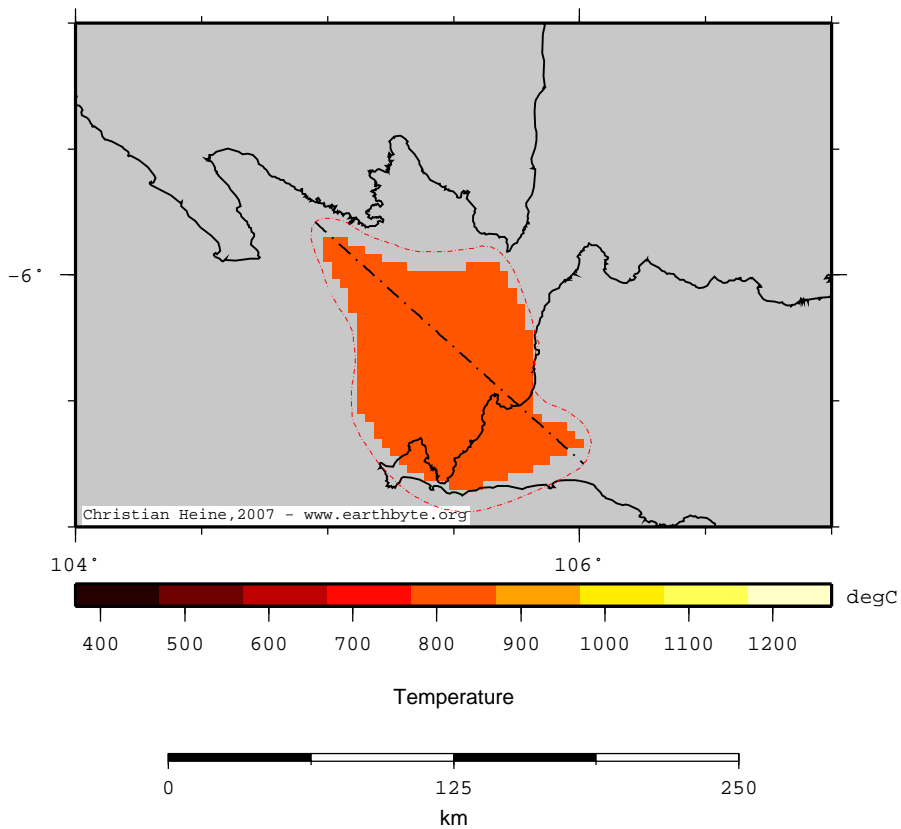 -6˚
Christian Heine,2007 - www.earthbyte.org
104˚ 106˚
degC
400 500 600 700 800 900 1000 1100 1200
Temperature
0 125 250
km